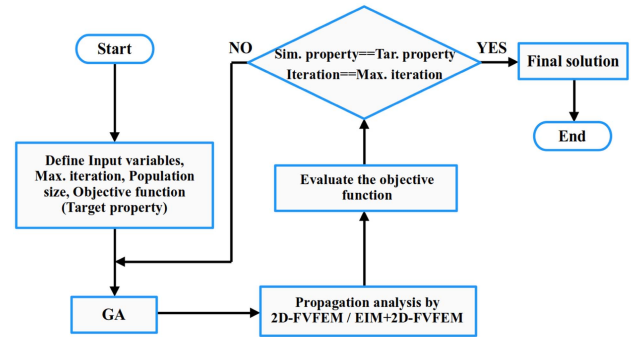 Start
Define Input variables,
Max. iteration, Population
size, Objective function
(Target property)
GA
Propagation analysis by
2D-FVFEM / EIM+2D-FVFEM
Evaluate the objective
function
Sim. property==Tar. property
Iteration==Max. iteration
NO
YES
Final solution
End